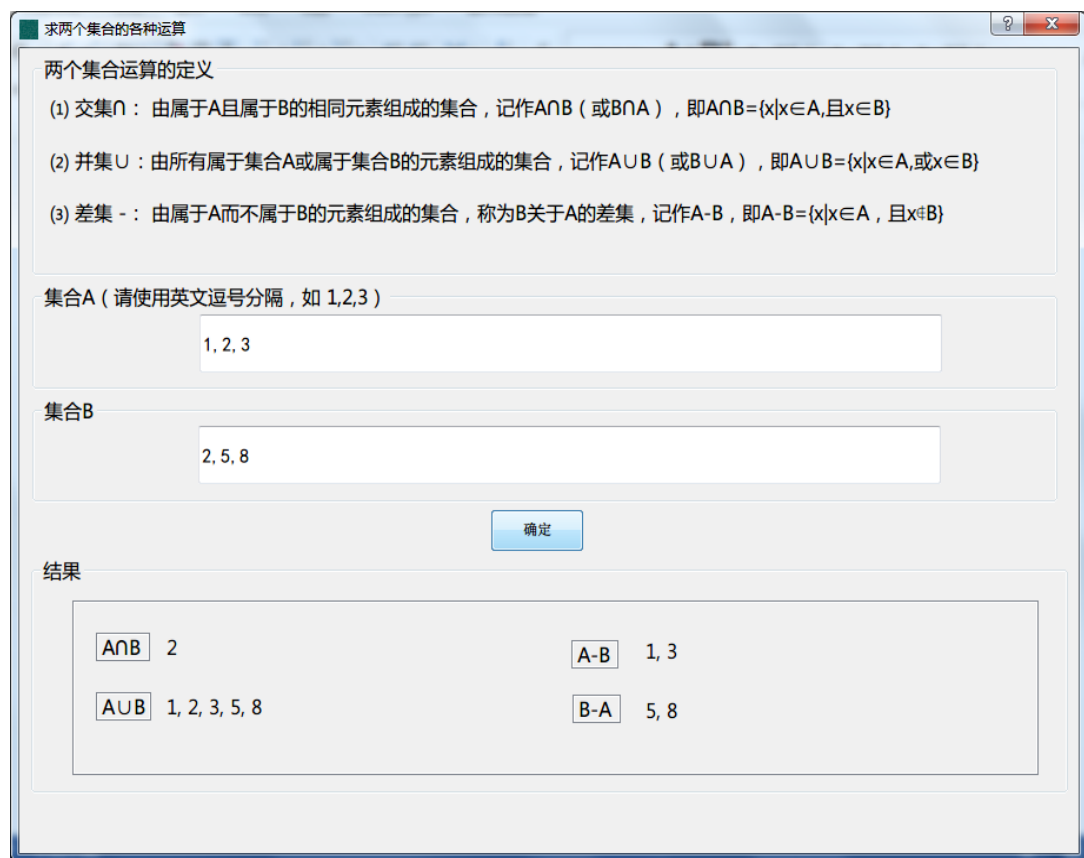 求两个集合的各种运算
两个集合运算的定义
(1) 交集∩： 由属于A且属于B的相同元素组成的集合，记作A∩B（或B∩A），即A∩B={x|x∈A,且x∈B}
(2) 并集∪：由所有属于集合A或属于集合B的元素组成的集合，记作A∪B（或B∪A），即A∪B={x|x∈A,或x∈B}
(3) 差集 -： 由属于A而不属于B的元素组成的集合，称为B关于A的差集，记作A-B，即A-B={x|x∈A，且x∉B}
集合A（请使用英文逗号分隔，如 1,2,3）
1, 2, 3
集合B
2, 5, 8
确定
结果
A∩B 2
A-B 1, 3
A∪B 1, 2, 3, 5, 8
B-A 5, 8